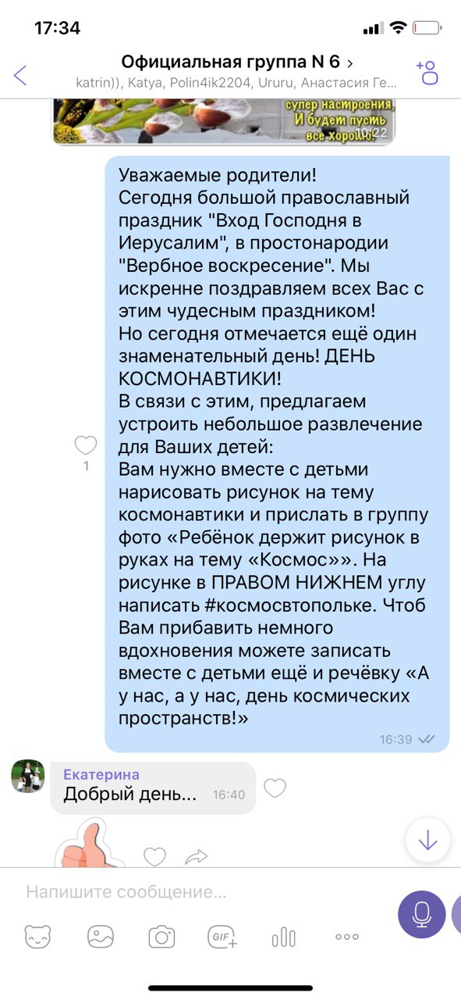 17:34
Официальная группа N 6
katrin)), Katya, Polin4ik2204, Ururu, Анастасия Ге...
супер настроения,
И будет пусть
все хорошо!
10:22
Уважаемые родители!
Сегодня большой православный
праздник "Вход Господня в
Иерусалим", в простонародии
"Вербное воскресение". Мы
искренне поздравляем всех Вас с
этим чудесным праздником!
Но сегодня отмечается ещё один
знаменательный день! ДЕНЬ
КОСМОНАВТИКИ!
В связи с этим, предлагаем
устроить небольшое развлечение
для Ваших детей:
Вам нужно вместе с детьми
нарисовать рисунок на тему
космонавтики и прислать в группу
фото «Ребёнок держит рисунок в
руках на тему «Космос»». На
рисунке в ПРАВОМ НИЖНЕМ углу
написать #космосвтопольке. Чтоб
Вам прибавить немного
вдохновения можете записать
вместе с детьми ещё и речёвку «А
у нас, а у нас, день космических
пространств!»
16:39
1
Екатерина
Добрый день...
16:40
Напишите сообщение...
GIF